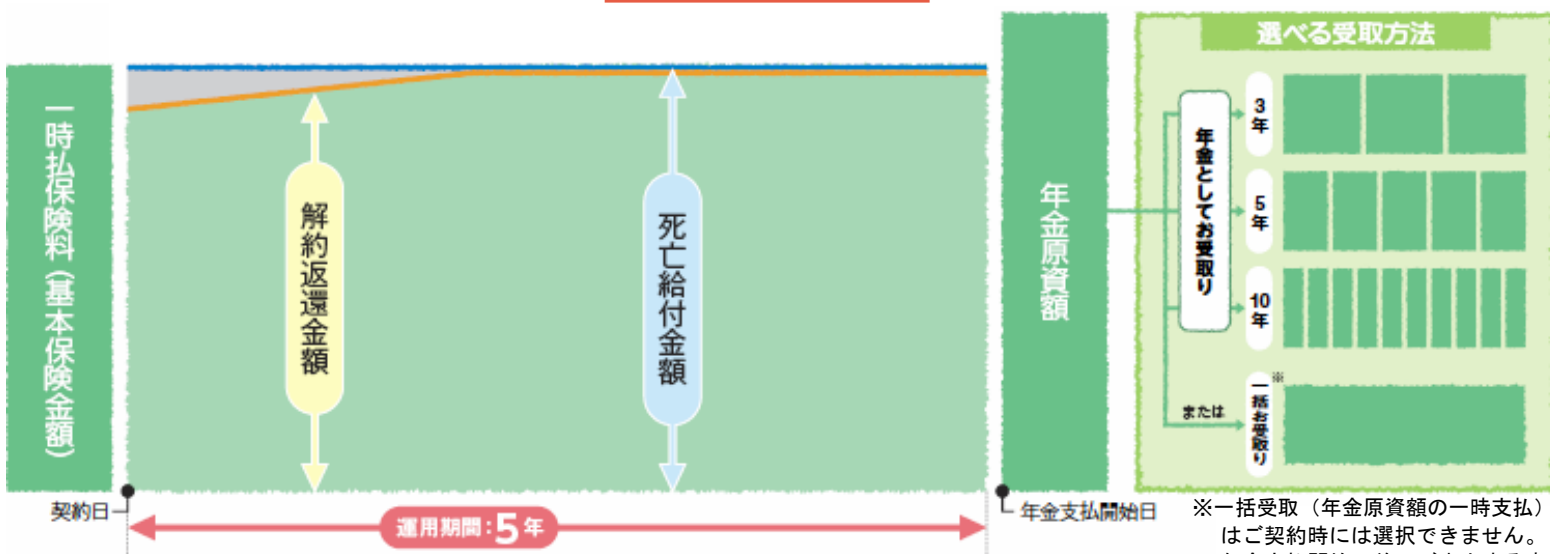 一時払保険料(基本保険金額)
解約返還金額
死亡給付金額
契約日
運用期間:5年
年金原資額
年金支払開始日
選べる受取方法
年金としてお受取り
3年
5年
10年
または
一括お受取り
※
※一括受取(年金原資額の一時支払)
はご契約時には選択できません。